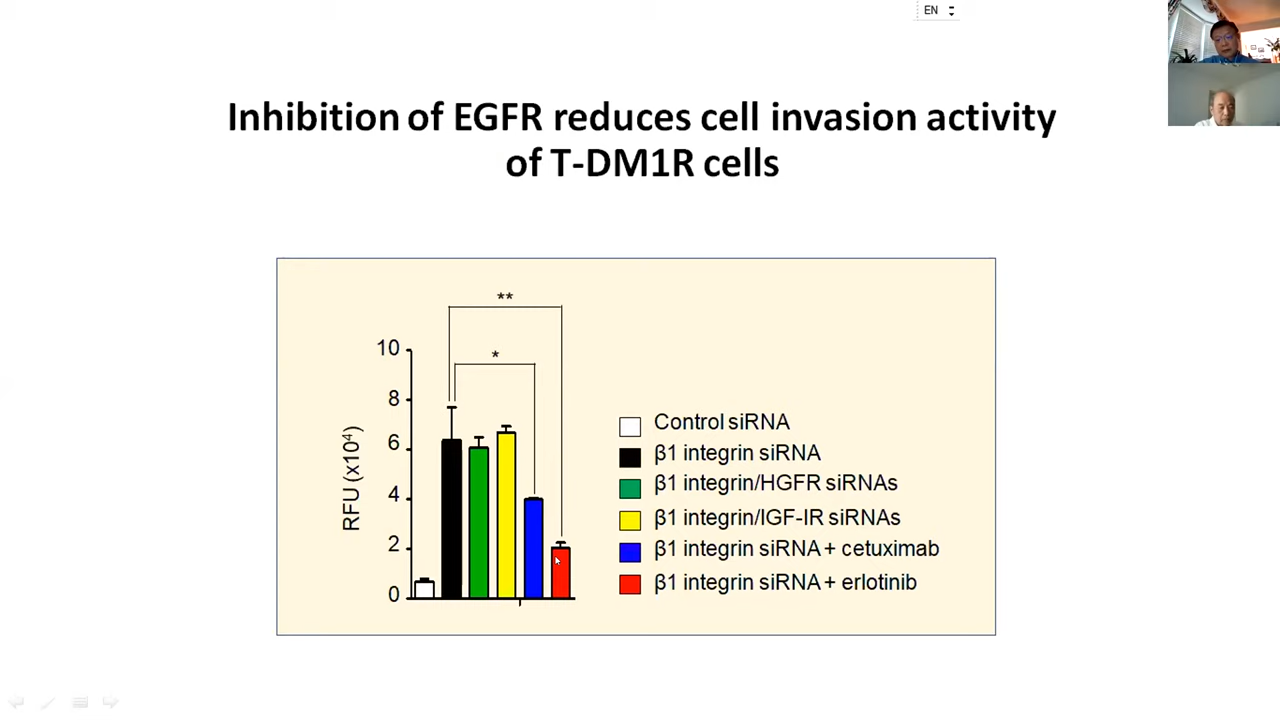 EN
Inhibition of EGFR reduces cell invasion activity
of T-DM1R cells
**
*
10
8
6
4
2
0
RFU (x10⁴)
Control siRNA
β1 integrin siRNA
β1 integrin/HGFR siRNAs
β1 integrin/IGF-IR siRNAs
β1 integrin siRNA + cetuximab
β1 integrin siRNA + erlotinib